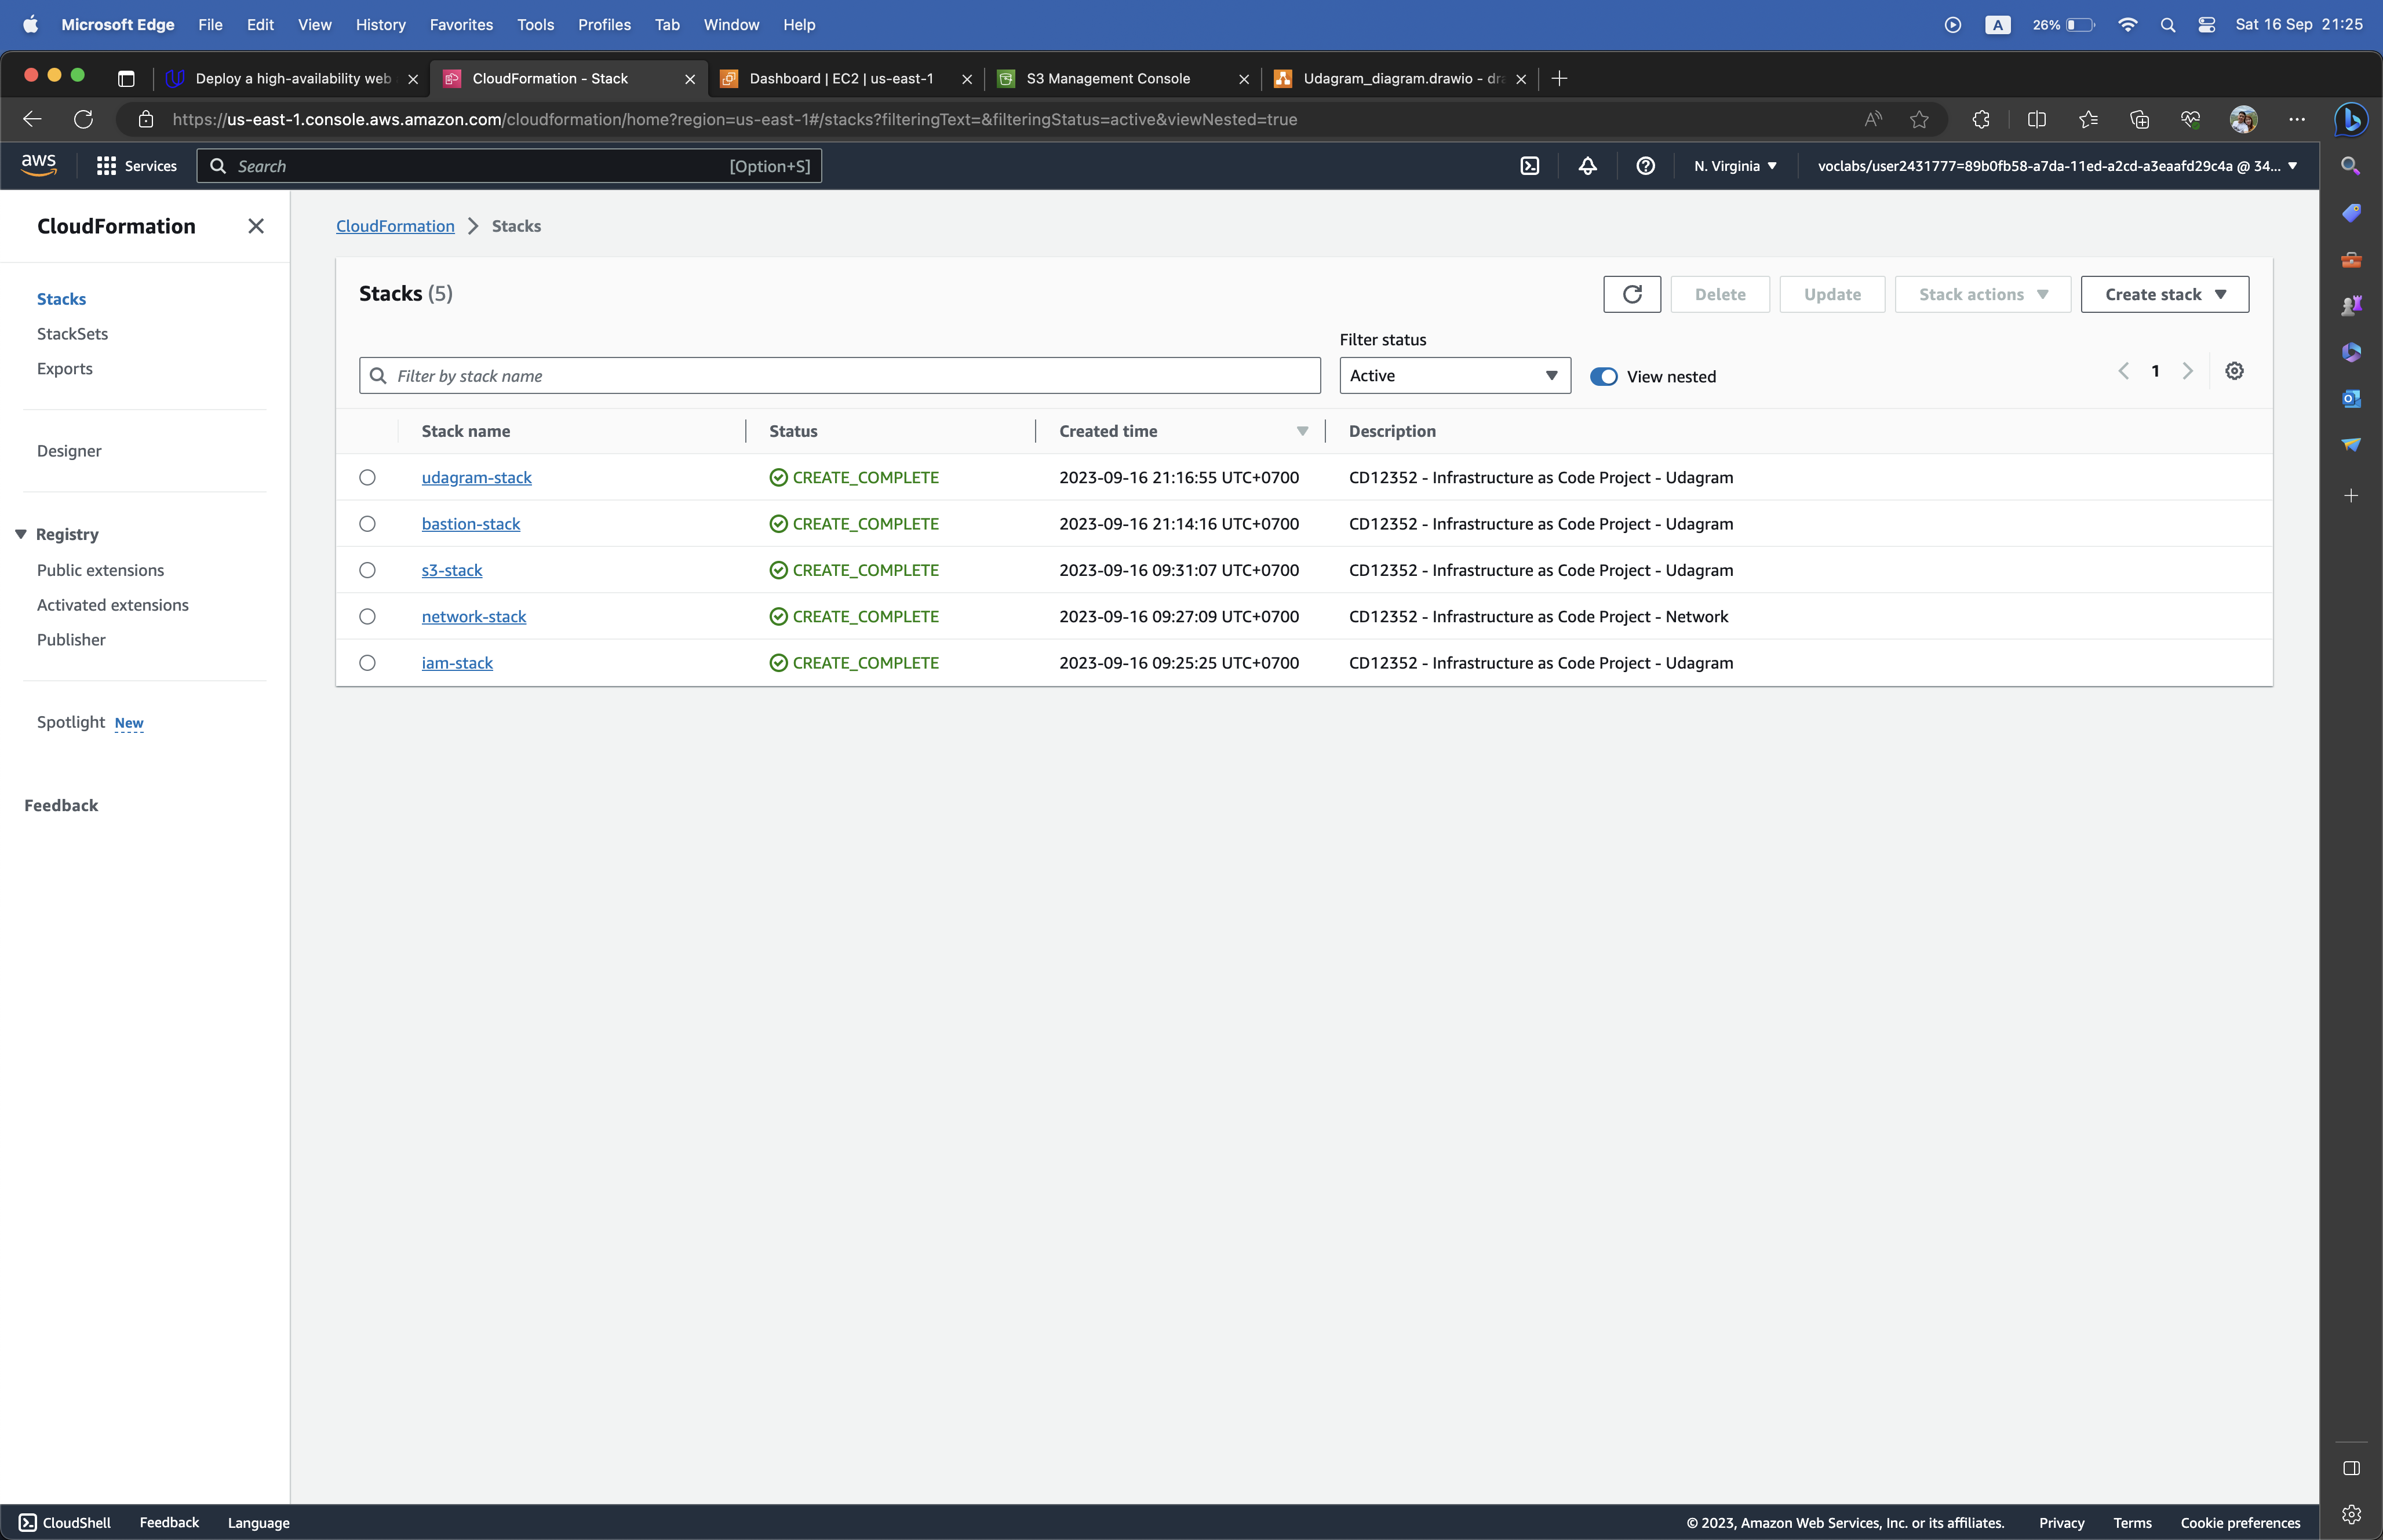 Microsoft Edge File Edit View History Favorites Tools Profiles Tab Window Help A 26% Sat 16 Sep 21:25
Deploy a high-availability web CloudFormation - Stack Dashboard | EC2 | us-east-1 S3 Management Console Udagram_diagram.drawio - dra
https://us-east-1.console.aws.amazon.com/cloudformation/home?region=us-east-1#/stacks?filteringText=&filteringStatus=active&viewNested=true
aws Services Search [Option+S] N. Virginia voclabs/user2431777=89b0fb58-a7da-11ed-a2cd-a3eaafd29c4a @ 34...
CloudFormation
Stacks
StackSets
Exports
Designer
Registry
Public extensions
Activated extensions
Publisher
Spotlight New
Feedback
CloudFormation Stacks
Stacks (5) Delete Update Stack actions Create stack
Filter status
Filter by stack name Active View nested 1
Stack name Status Created time Description
udagram-stack CREATE_COMPLETE 2023-09-16 21:16:55 UTC+0700 CD12352 - Infrastructure as Code Project - Udagram
bastion-stack CREATE_COMPLETE 2023-09-16 21:14:16 UTC+0700 CD12352 - Infrastructure as Code Project - Udagram
s3-stack CREATE_COMPLETE 2023-09-16 09:31:07 UTC+0700 CD12352 - Infrastructure as Code Project - Udagram
network-stack CREATE_COMPLETE 2023-09-16 09:27:09 UTC+0700 CD12352 - Infrastructure as Code Project - Network
iam-stack CREATE_COMPLETE 2023-09-16 09:25:25 UTC+0700 CD12352 - Infrastructure as Code Project - Udagram
CloudShell Feedback Language © 2023, Amazon Web Services, Inc. or its affiliates. Privacy Terms Cookie preferences